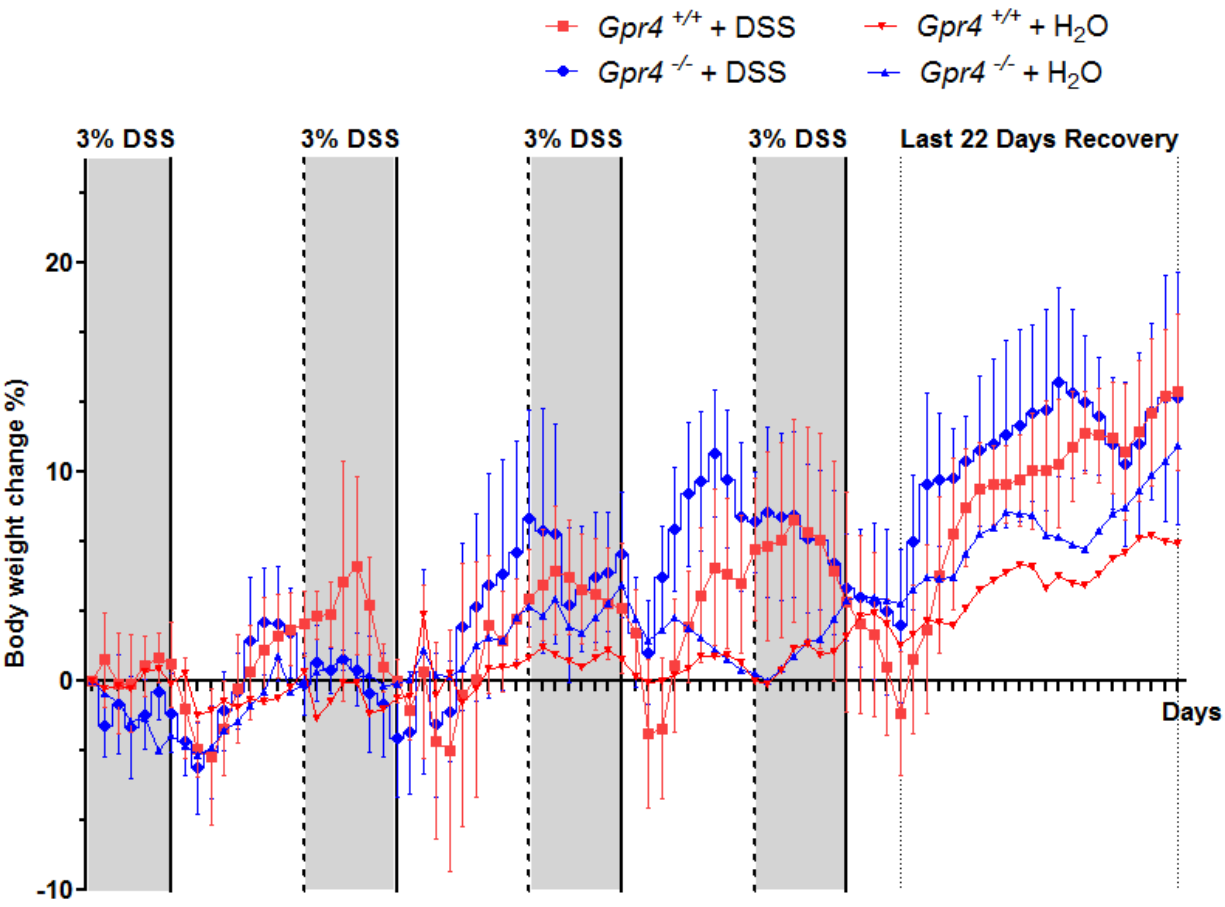 Gpr4 +/+ + DSS Gpr4 +/+ + H2O
Gpr4 -/- + DSS Gpr4 -/- + H2O
3% DSS 3% DSS 3% DSS 3% DSS Last 22 Days Recovery
20
10
0
-10
Body weight change %)
Days